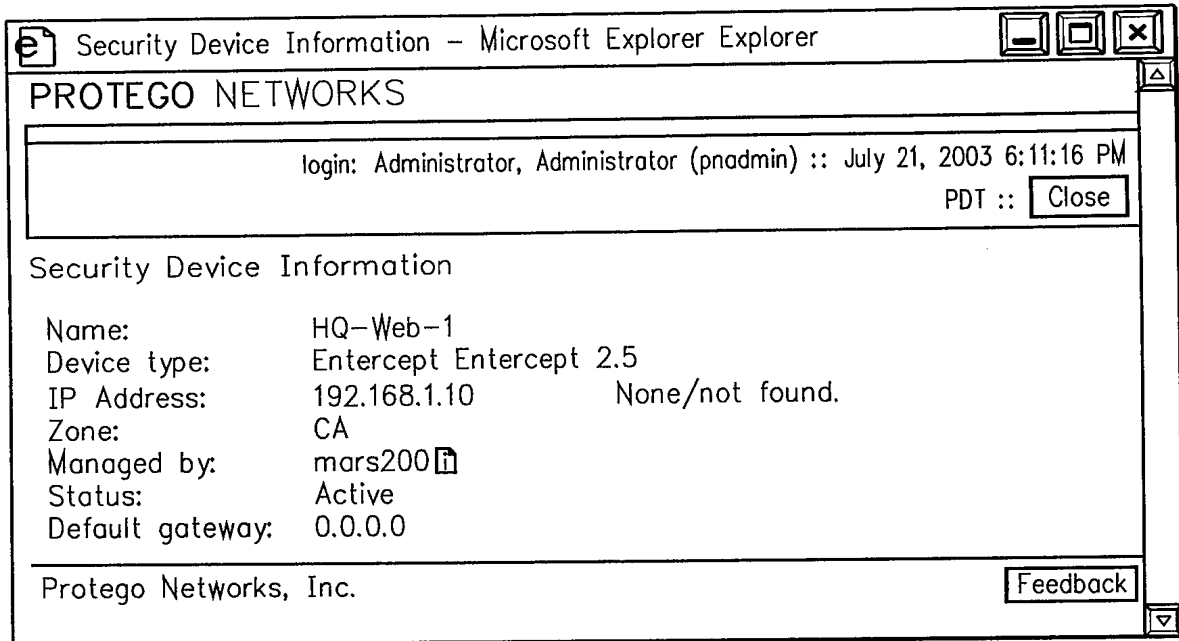 Security Device Information – Microsoft Explorer Explorer
PROTEGO NETWORKS
login: Administrator, Administrator (pnadmin) :: July 21, 2003 6:11:16 PM
PDT :: Close
Security Device Information
Name: HQ-Web-1
Device type: Entercept Entercept 2.5
IP Address: 192.168.1.10 None/not found.
Zone: CA
Managed by: mars200 i
Status: Active
Default gateway: 0.0.0.0
Protego Networks, Inc. Feedback